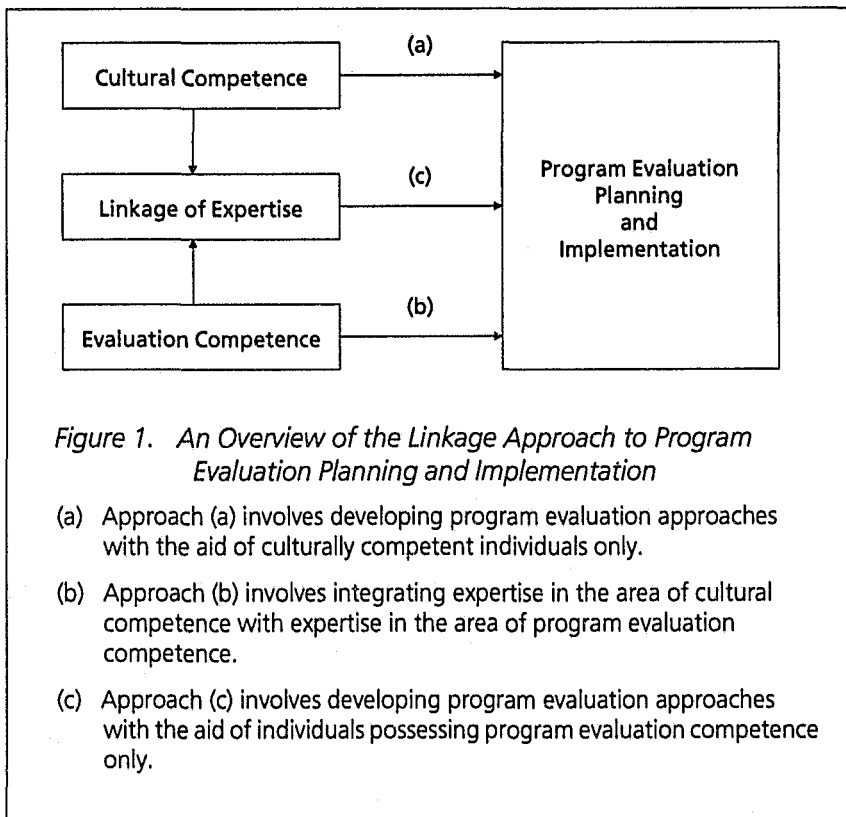 (a)
Cultural Competence
(c)
Linkage of Expertise
Program Evaluation
Planning
and
Implementation
(b)
Evaluation Competence
Figure 1. An Overview of the Linkage Approach to Program
Evaluation Planning and Implementation
(a) Approach (a) involves developing program evaluation approaches
with the aid of culturally competent individuals only.
(b) Approach (b) involves integrating expertise in the area of cultural
competence with expertise in the area of program evaluation
competence.
(c) Approach (c) involves developing program evaluation approaches
with the aid of individuals possessing program evaluation competence
only.